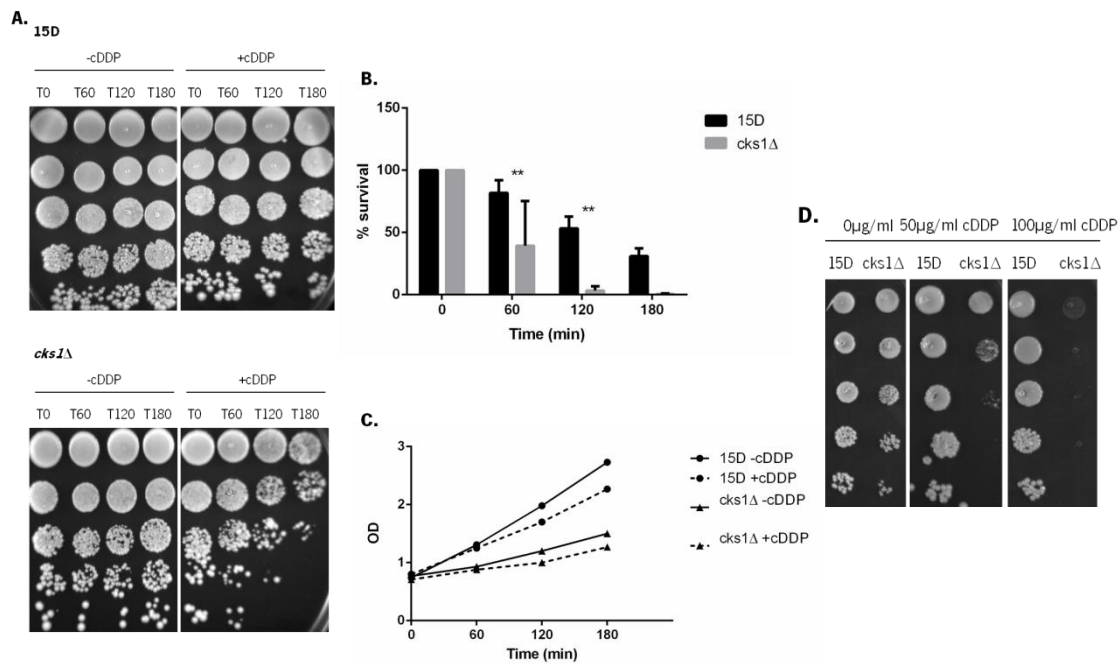 A.
15D
-cDDP +cDDP
T0 T60 T120 T180 T0 T60 T120 T180
cks1Δ
-cDDP +cDDP
T0 T60 T120 T180 T0 T60 T120 T180
B.
150
100
50
0
% survival
** **
0 60 120 180
Time (min)
15D
cks1Δ
C.
3
2
1
0
OD
0 60 120 180
Time (min)
15D -cDDP
15D +cDDP
cks1Δ -cDDP
cks1Δ +cDDP
D.
0µg/ml 50µg/ml cDDP 100µg/ml cDDP
15D cks1Δ 15D cks1Δ 15D cks1Δ